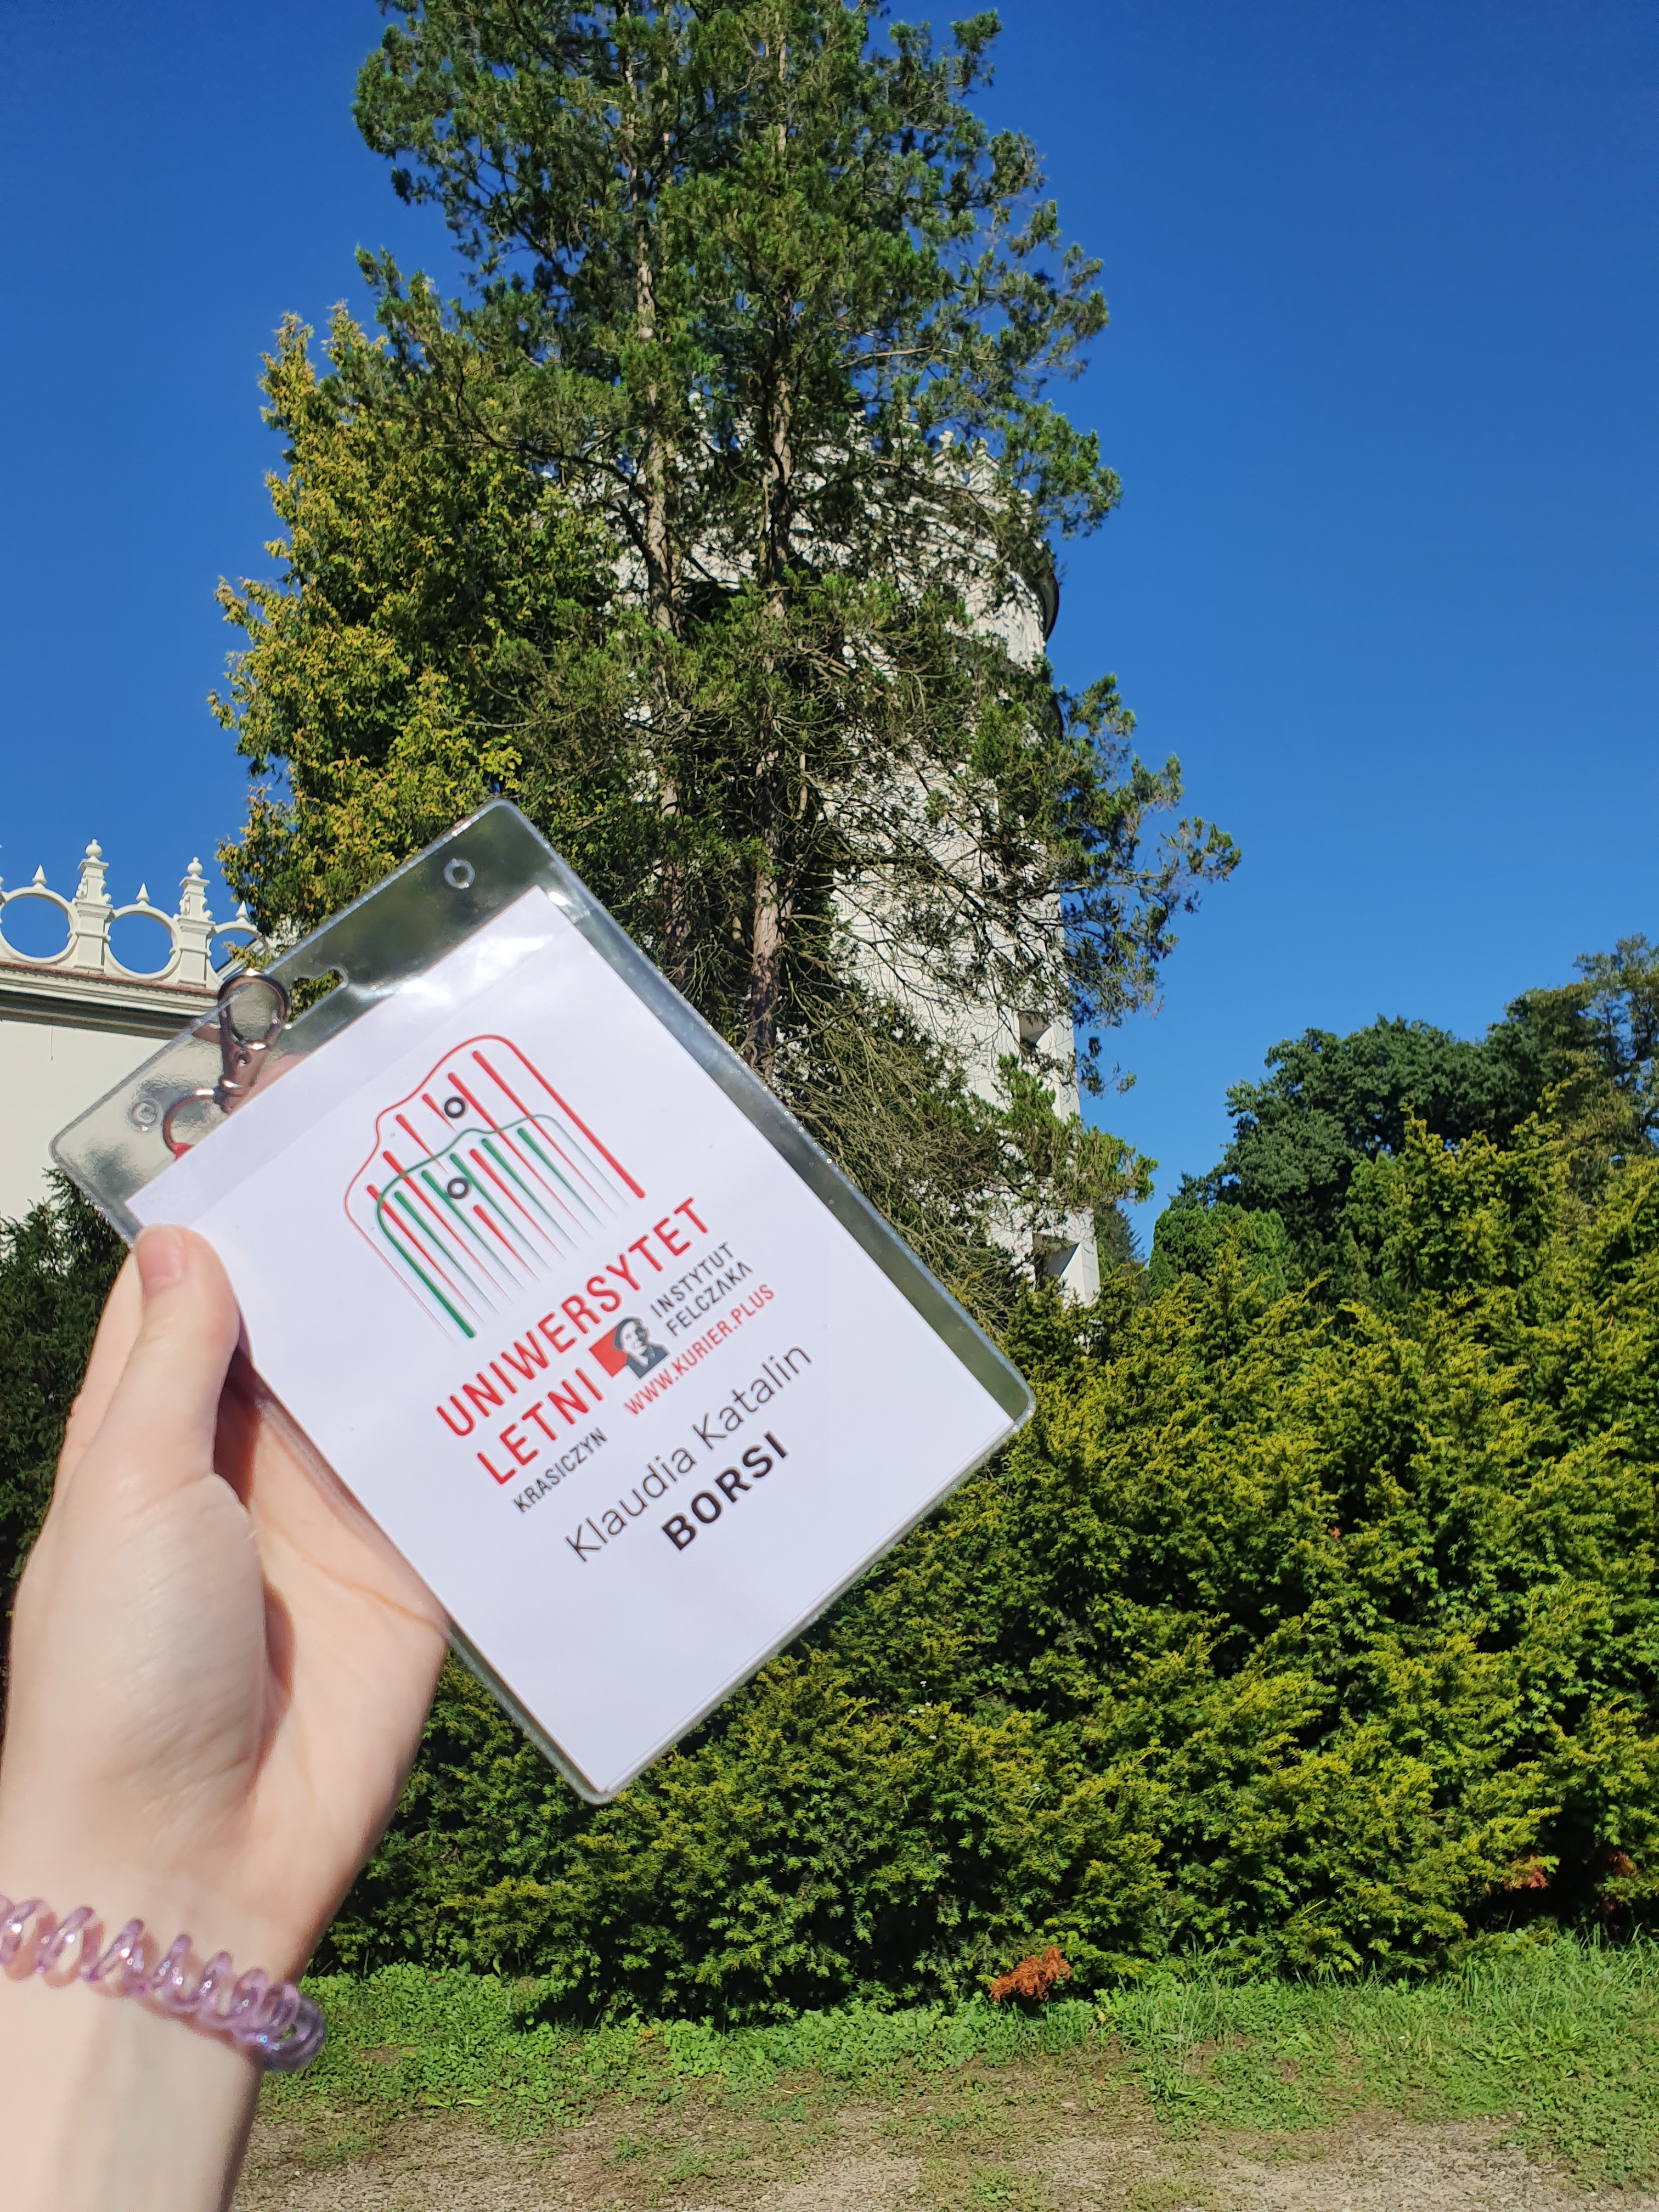 UNIWERSYTET
LETNI
INSTYTUT
FELCZAKA
KRASICZYN
WWW.KURIER.PLUS
Klaudia Katalin
BORSI